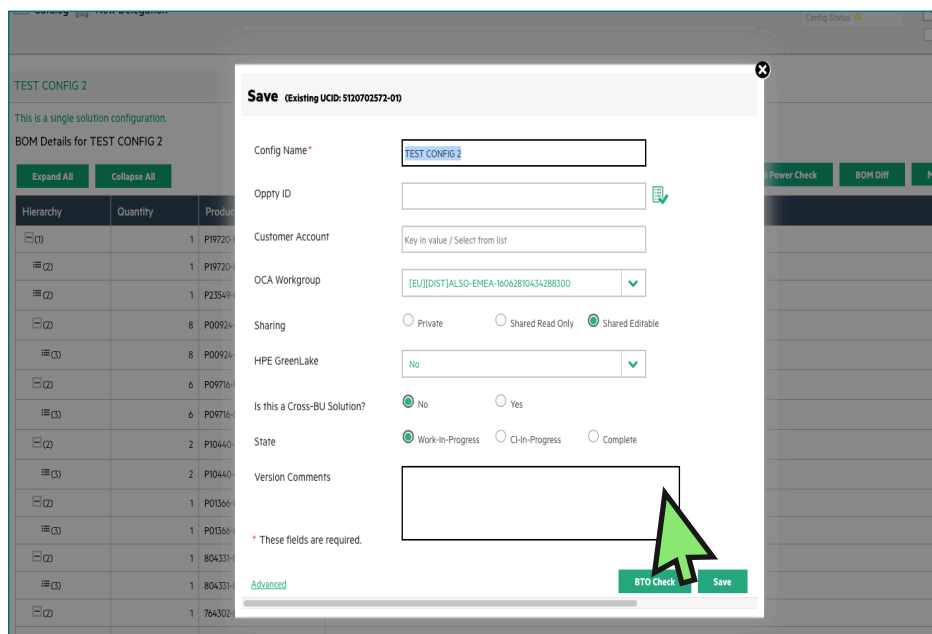 Config Status
TEST CONFIG 2
This is a single solution configuration.
BOM Details for TEST CONFIG 2
Expand All Collapse All
Power Check BOM Diff
Hierarchy Quantity
(1) 1 P19720-
(2) 1 P19720-
(2) 1 P23549-
(2) 8 P00924-
(3) 8 P00924-
(2) 6 P09716-
(3) 6 P09716-
(2) 2 P10440-
(3) 2 P10440-
(2) 1 P01366-
(3) 1 P01366-
(2) 1 804331-
(3) 1 804331-
(2) 1 764302-
Save (Existing UCID: 5120702572-01)
Config Name*
TEST CONFIG 2
Oppty ID
Customer Account
Key in value / Select from list
OCA Workgroup
[EU][DIST]ALSO-EMEA-16062810434288300
Sharing
Private Shared Read Only Shared Editable
HPE GreenLake
No
Is this a Cross-BU Solution?
No Yes
State
Work-In-Progress CI-In-Progress Complete
Version Comments
* These fields are required.
Advanced
BTO Check Save